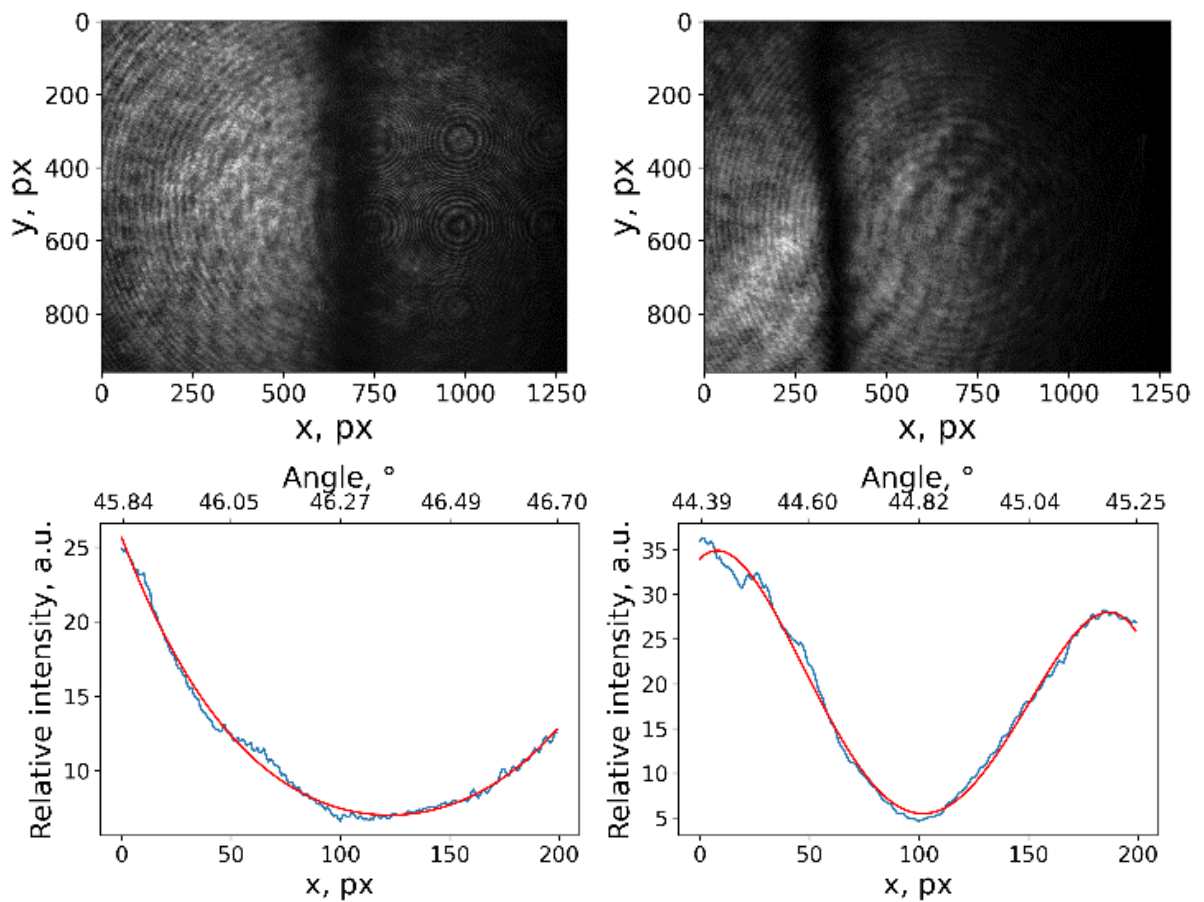 0
200
400
600
800
y, px
0 250 500 750 1000 1250
x, px
0
200
400
600
800
y, px
0 250 500 750 1000 1250
x, px
Angle, °
45.84 46.05 46.27 46.49 46.70
25
20
15
10
Relative intensity, a.u.
0 50 100 150 200
x, px
Angle, °
44.39 44.60 44.82 45.04 45.25
35
30
25
20
15
10
5
Relative intensity, a.u.
0 50 100 150 200
x, px